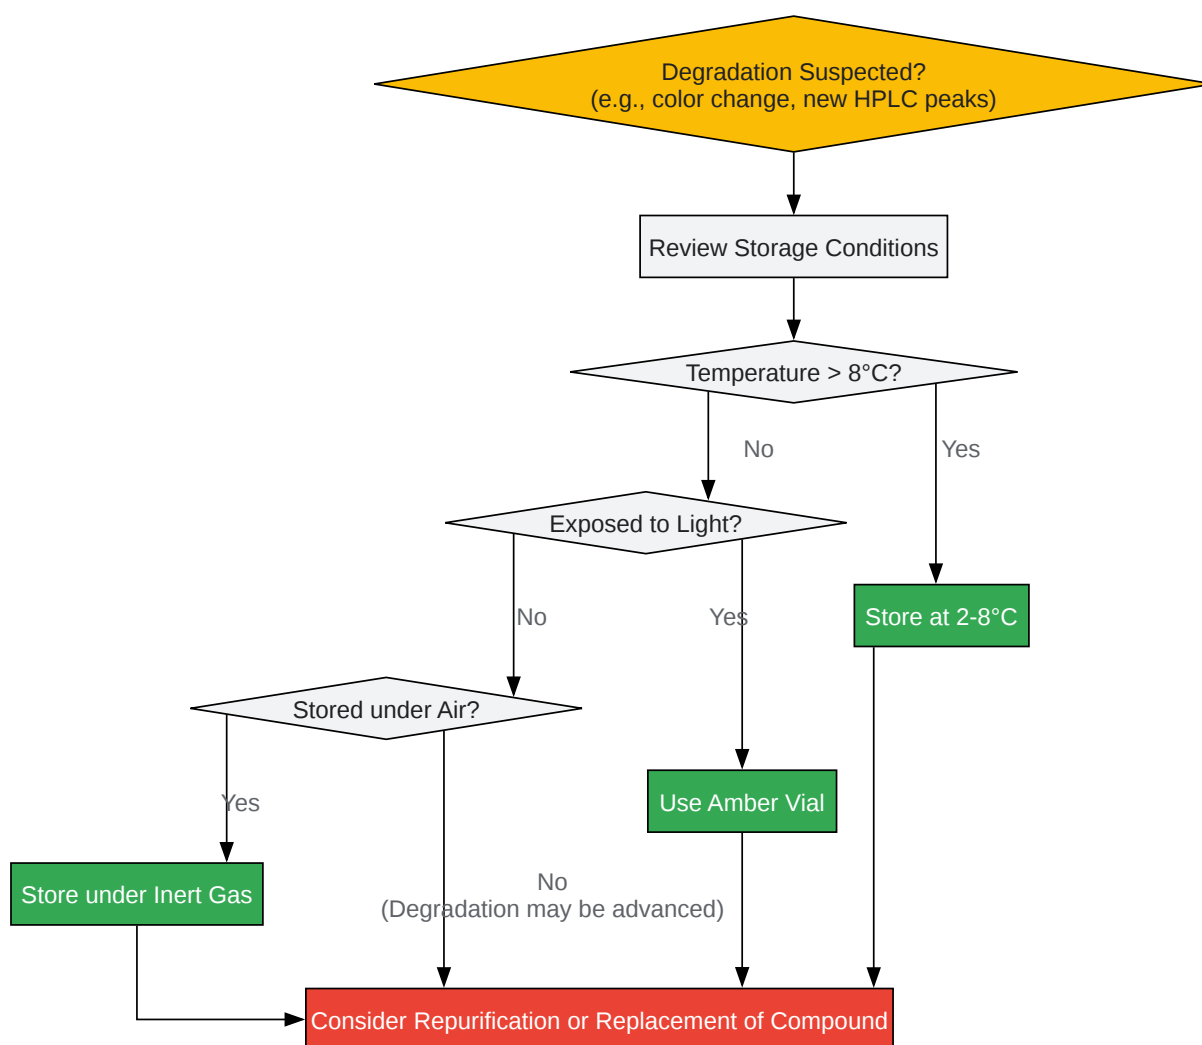 Degradation Suspected?
(e.g., color change, new HPLC peaks)
Review Storage Conditions
Temperature > 8°C?
No
Yes
Exposed to Light?
No
Yes
Store at 2-8°C
Stored under Air?
Yes
Use Amber Vial
No
(Degradation may be advanced)
Store under Inert Gas
Consider Repurification or Replacement of Compound